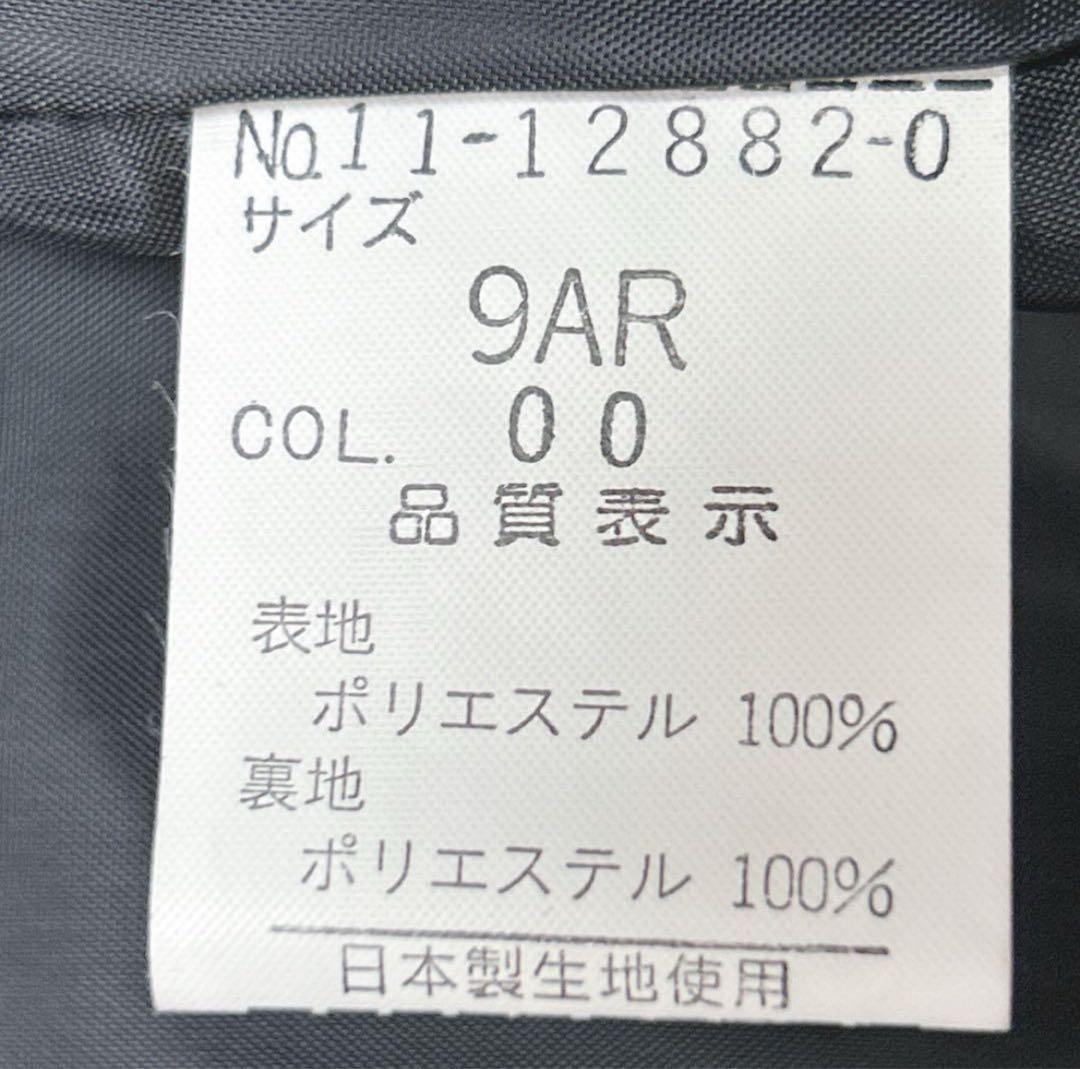 No.11-12882-0
サイズ
9AR
COL. 00
品質表示
表地
ポリエステル 100%
裏地
ポリエステル 100%
日本製生地使用